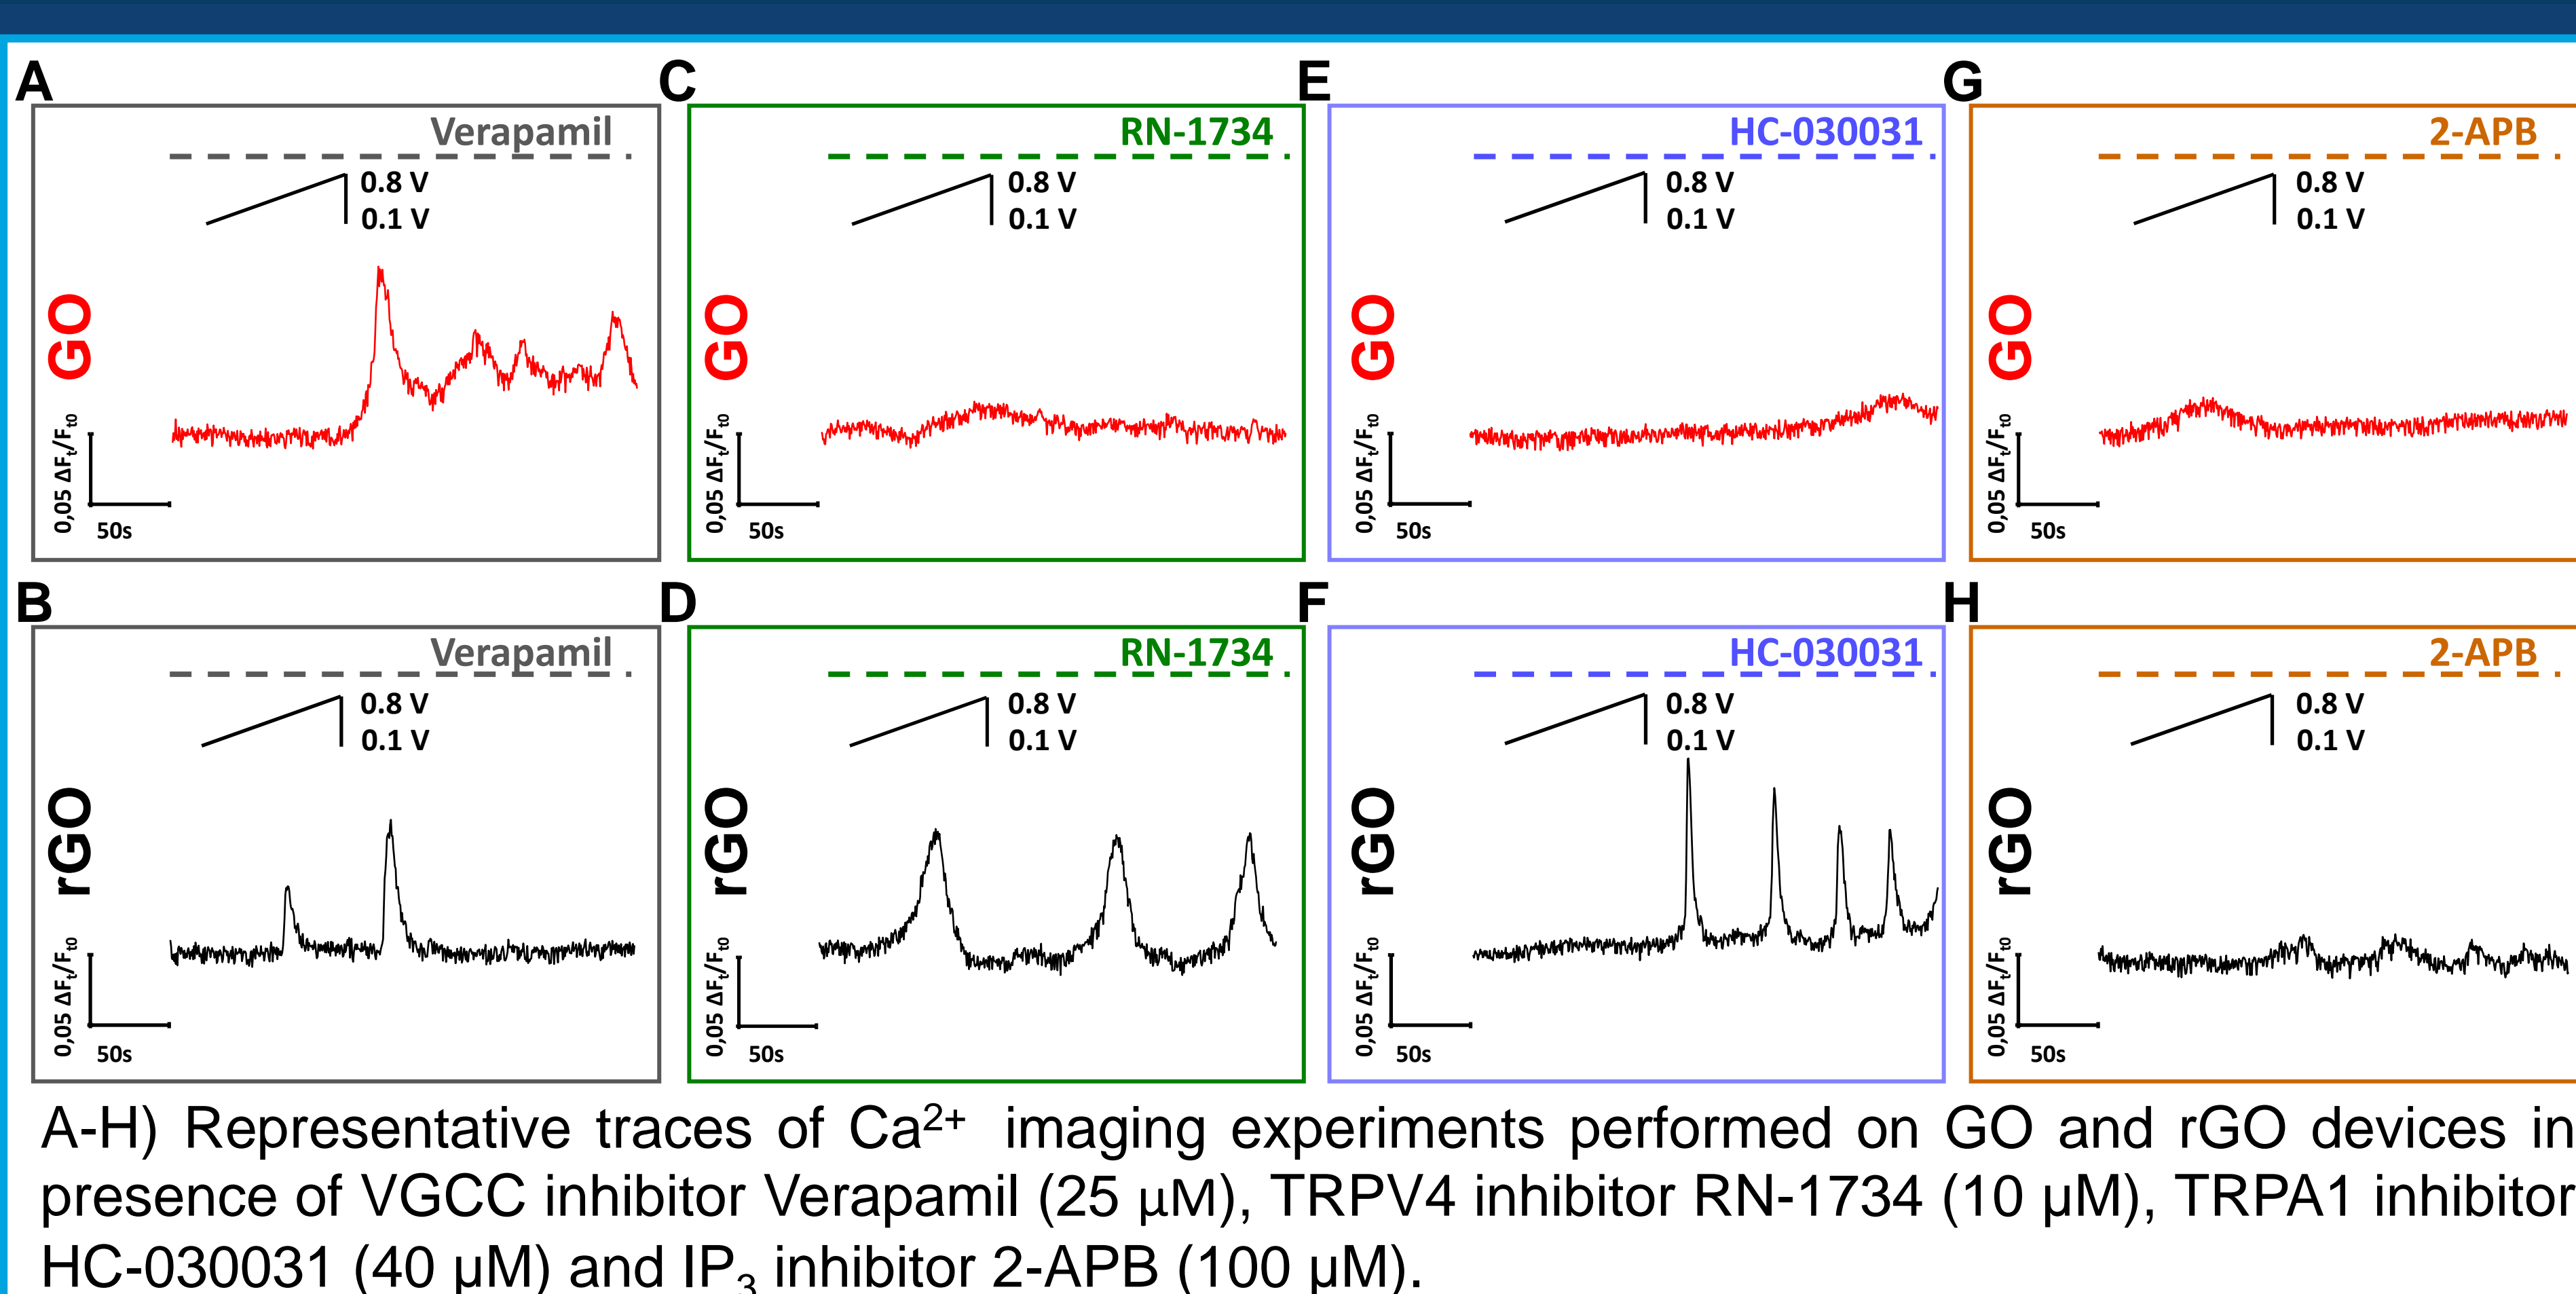 A
Verapamil
0.8 V
0.1 V
GO
0,05 ΔFt/Ft0
50s
C
RN-1734
0.8 V
0.1 V
GO
0,05 ΔFt/Ft0
50s
E
HC-030031
0.8 V
0.1 V
GO
0,05 ΔFt/Ft0
50s
G
2-APB
0.8 V
0.1 V
GO
0,05 ΔFt/Ft0
50s
B
Verapamil
0.8 V
0.1 V
rGO
0,05 ΔFt/Ft0
50s
D
RN-1734
0.8 V
0.1 V
rGO
0,05 ΔFt/Ft0
50s
F
HC-030031
0.8 V
0.1 V
rGO
0,05 ΔFt/Ft0
50s
H
2-APB
0.8 V
0.1 V
rGO
0,05 ΔFt/Ft0
50s
A-H) Representative traces of Ca²⁺ imaging experiments performed on GO and rGO devices in
presence of VGCC inhibitor Verapamil (25 µM), TRPV4 inhibitor RN-1734 (10 µM), TRPA1 inhibitor
HC-030031 (40 µM) and IP₃ inhibitor 2-APB (100 µM).